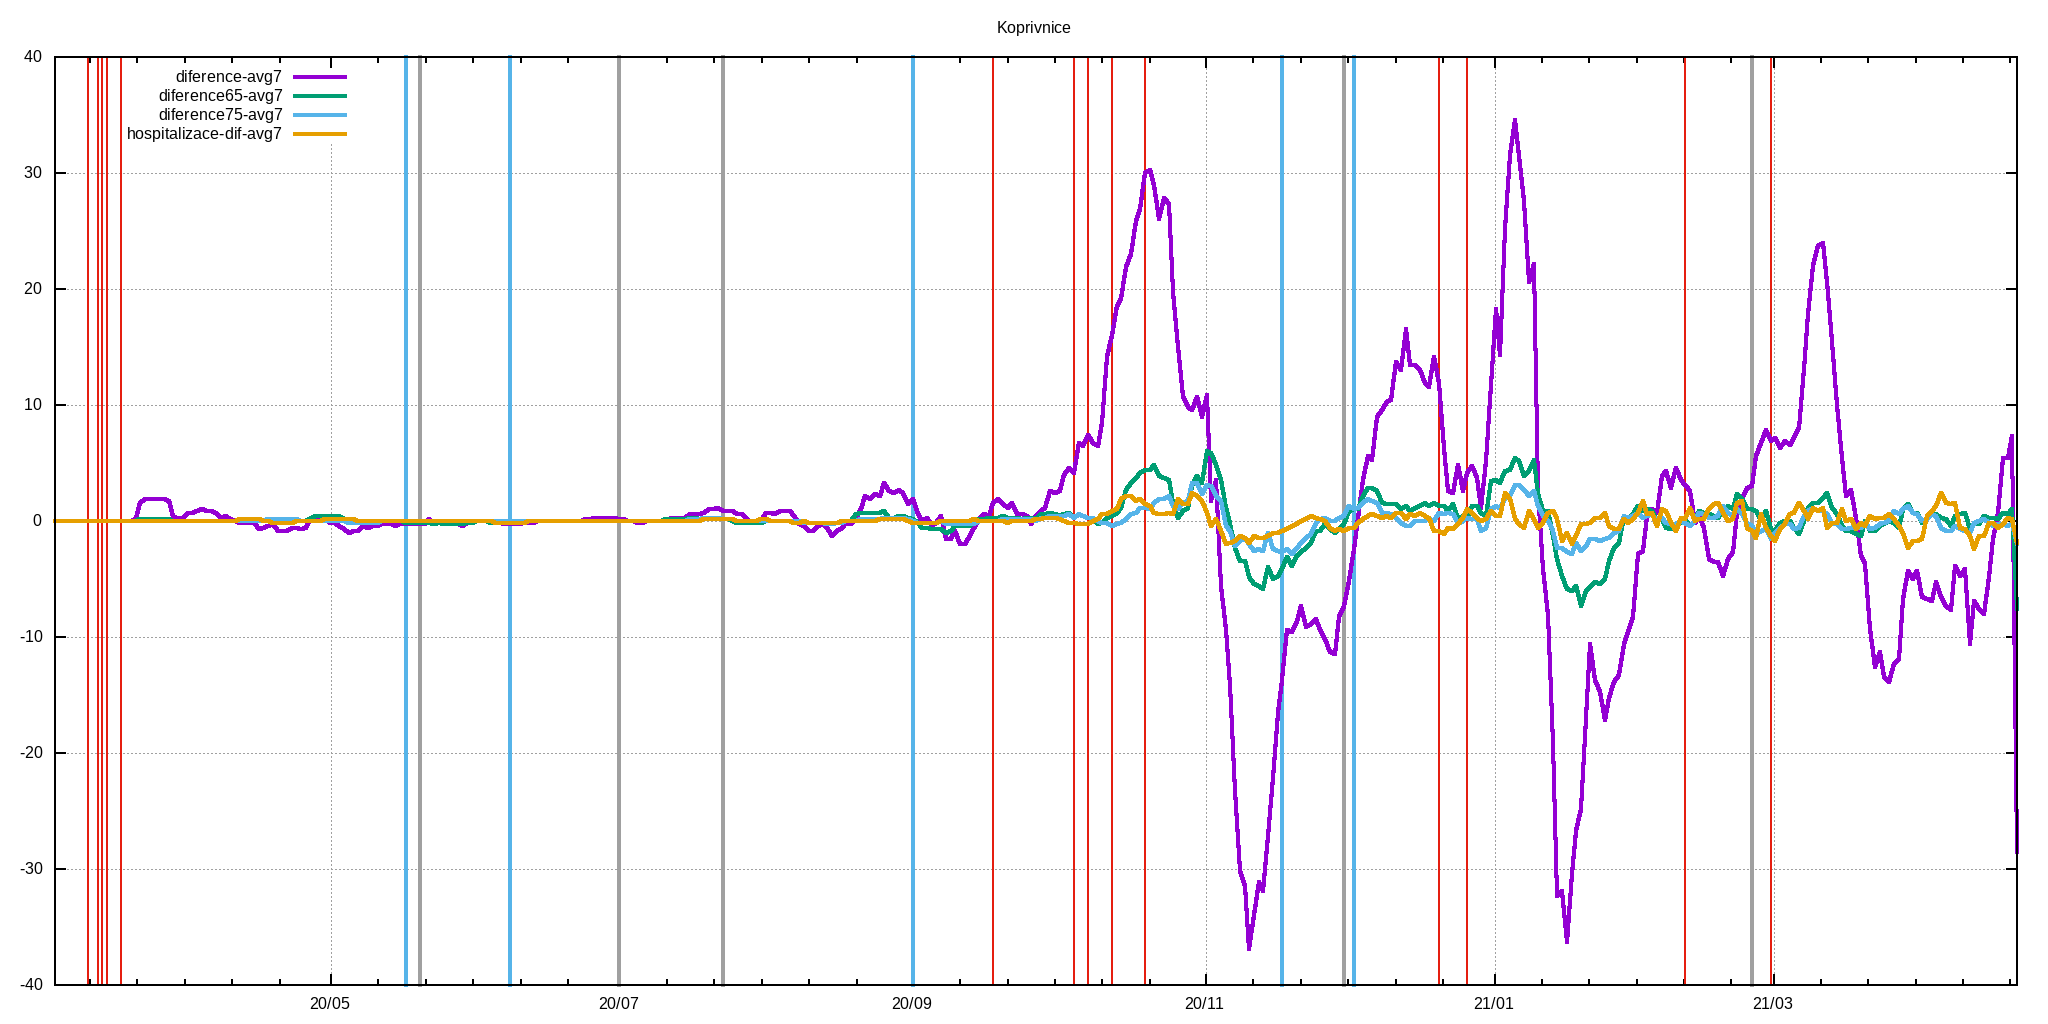 Koprivnice
40
diference-avg7
diference65-avg7
diference75-avg7
hospitalizace-dif-avg7
30
20
10
0
-10
-20
-30
-40
20/05 20/07 20/09 20/11 21/01 21/03